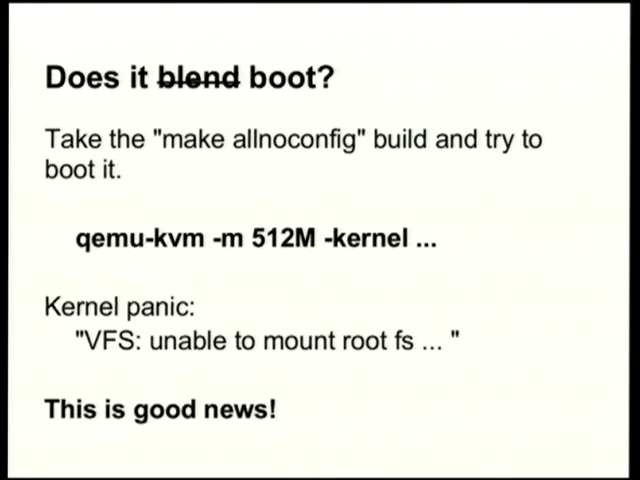 Does it blend boot?
Take the "make allnoconfig" build and try to
boot it.
qemu-kvm -m 512M -kernel ...
Kernel panic:
"VFS: unable to mount root fs ... "
This is good news!